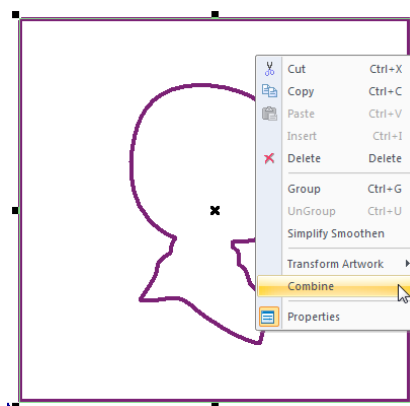 Cut Ctrl+X
Copy Ctrl+C
Paste Ctrl+V
Insert Ctrl+I
Delete Delete
Group Ctrl+G
UnGroup Ctrl+U
Simplify Smoothen
Transform Artwork
Combine
Properties